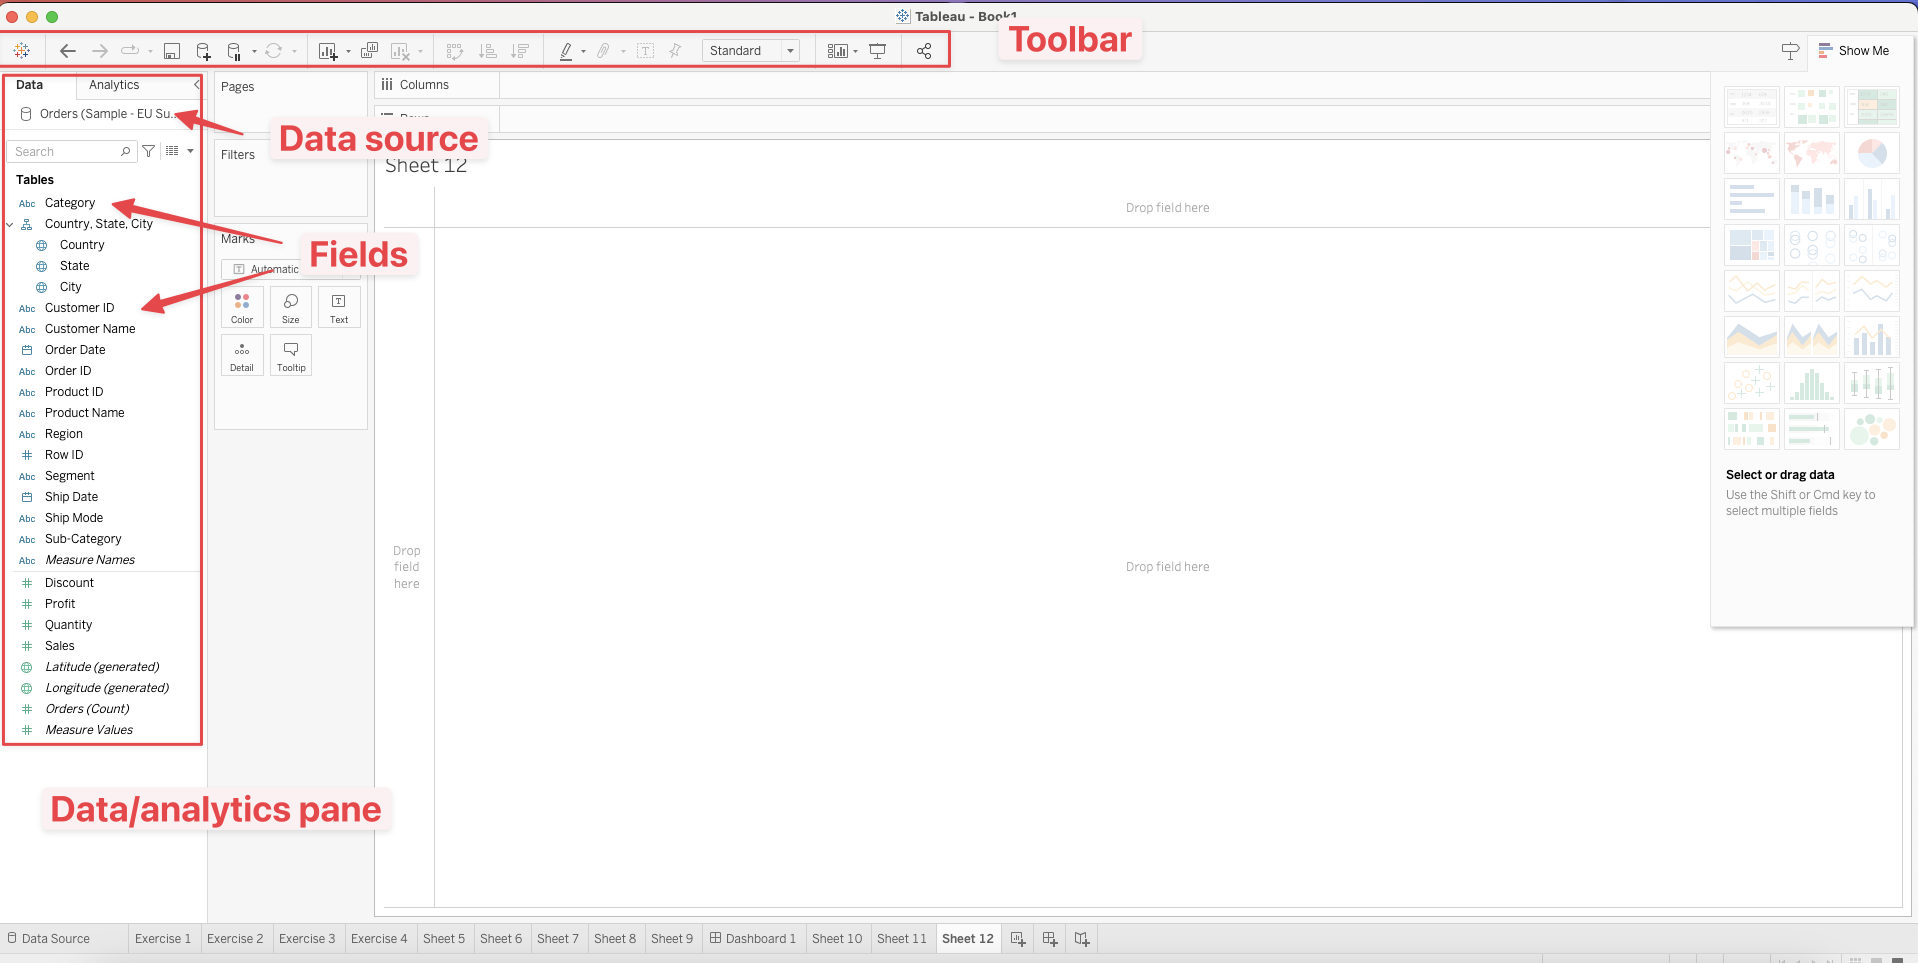 Tableau - Book1
Toolbar
Standard
Show Me
Data
Analytics
Orders (Sample - EU Su...
Search
Tables
Abc Category
Country, State, City
Country
State
City
Abc Customer ID
Abc Customer Name
Order Date
Abc Order ID
Abc Product ID
Abc Product Name
Abc Region
# Row ID
Abc Segment
Ship Date
Abc Ship Mode
Abc Sub-Category
Abc Measure Names
# Discount
# Profit
# Quantity
# Sales
Latitude (generated)
Longitude (generated)
# Orders (Count)
# Measure Values
Data/analytics pane
Pages
Data source
Filters
Fields
Marks
Automatic
Color
Size
Text
Detail
Tooltip
Columns
Rows
Sheet 12
Drop field here
Drop
field
here
Drop field here
Select or drag data
Use the Shift or Cmd key to
select multiple fields
Data Source
Exercise 1
Exercise 2
Exercise 3
Exercise 4
Sheet 5
Sheet 6
Sheet 7
Sheet 8
Sheet 9
Dashboard 1
Sheet 10
Sheet 11
Sheet 12